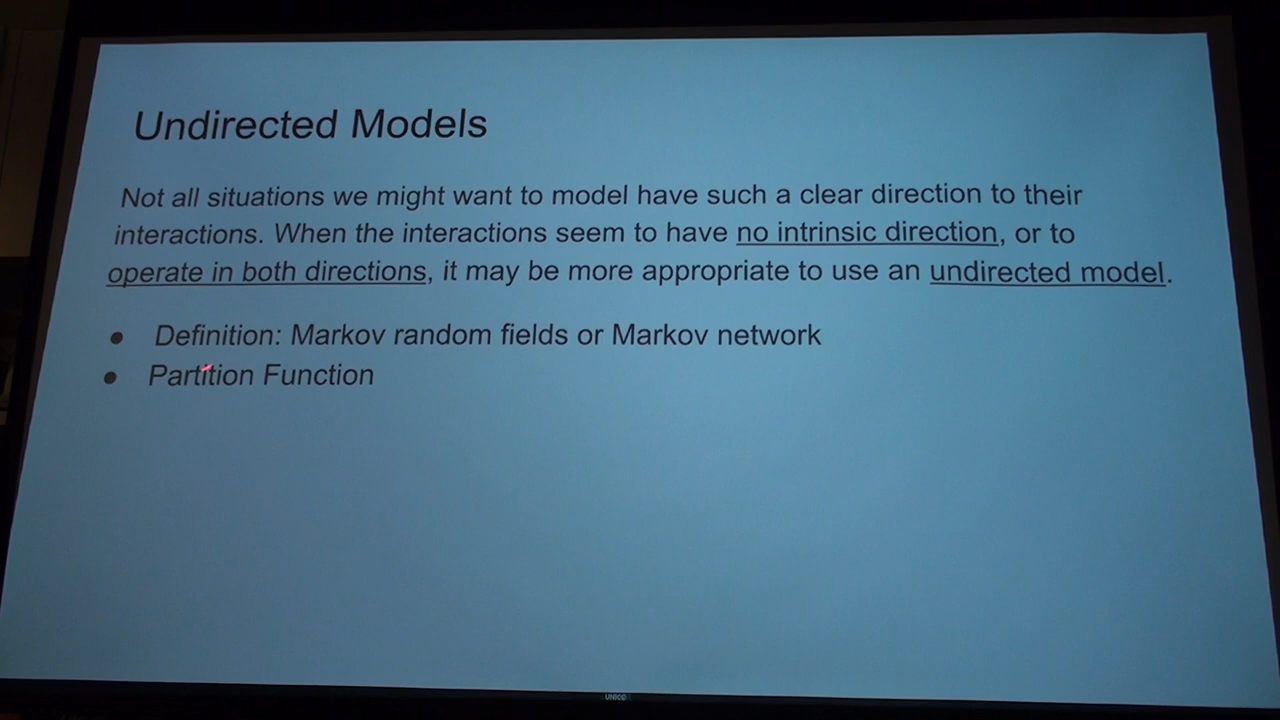 Undirected Models
Not all situations we might want to model have such a clear direction to their
interactions. When the interactions seem to have no intrinsic direction, or to
operate in both directions, it may be more appropriate to use an undirected model.
● Definition: Markov random fields or Markov network
● Partition Function
UNICO